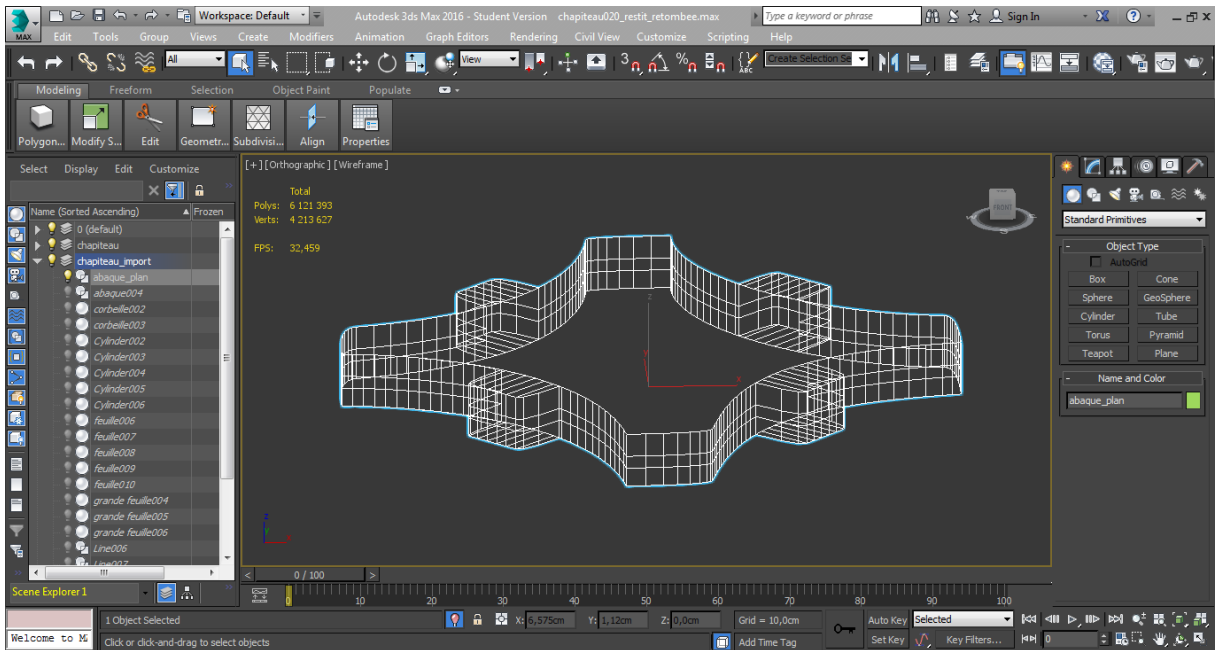 Workspace: Default
Autodesk 3ds Max 2016 - Student Version chapiteau020_restit_retombee.max
Type a keyword or phrase
Sign In
MAX
Edit Tools Group Views Create Modifiers Animation Graph Editors Rendering Civil View Customize Scripting Help
All
View
Create Selection Se
Modeling Freeform Selection Object Paint Populate
Polygon... Modify S... Edit Geometr... Subdivisi... Align Properties
Select Display Edit Customize
Name (Sorted Ascending) Frozen
0 (default)
chapiteau
chapiteau_import
abaque_plan
abaque004
corbeille002
corbeille003
Cylinder002
Cylinder003
Cylinder004
Cylinder005
Cylinder006
feuille006
feuille007
feuille008
feuille009
feuille010
grande feuille004
grande feuille005
grande feuille006
Line006
Line007
Scene Explorer 1
[+] [Orthographic ] [ Wireframe ]
Total
Polys: 6 121 393
Verts: 4 213 627
FPS: 32,459
FRONT
z
y
x
z
Standard Primitives
- Object Type
AutoGrid
Box Cone
Sphere GeoSphere
Cylinder Tube
Torus Pyramid
Teapot Plane
- Name and Color
abaque_plan
< 0 / 100 >
0 10 20 30 40 50 60 70 80 90 100
1 Object Selected
X: 6,575cm Y: 1,12cm Z: 0,0cm Grid = 10,0cm
Auto Key Selected
Welcome to M
Click or click-and-drag to select objects
Add Time Tag
Set Key Key Filters... 0